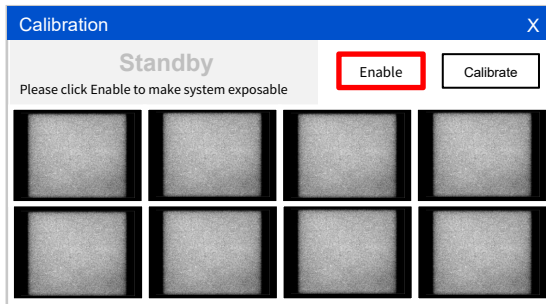 Calibration X
Standby
Please click Enable to make system exposable
Enable
Calibrate